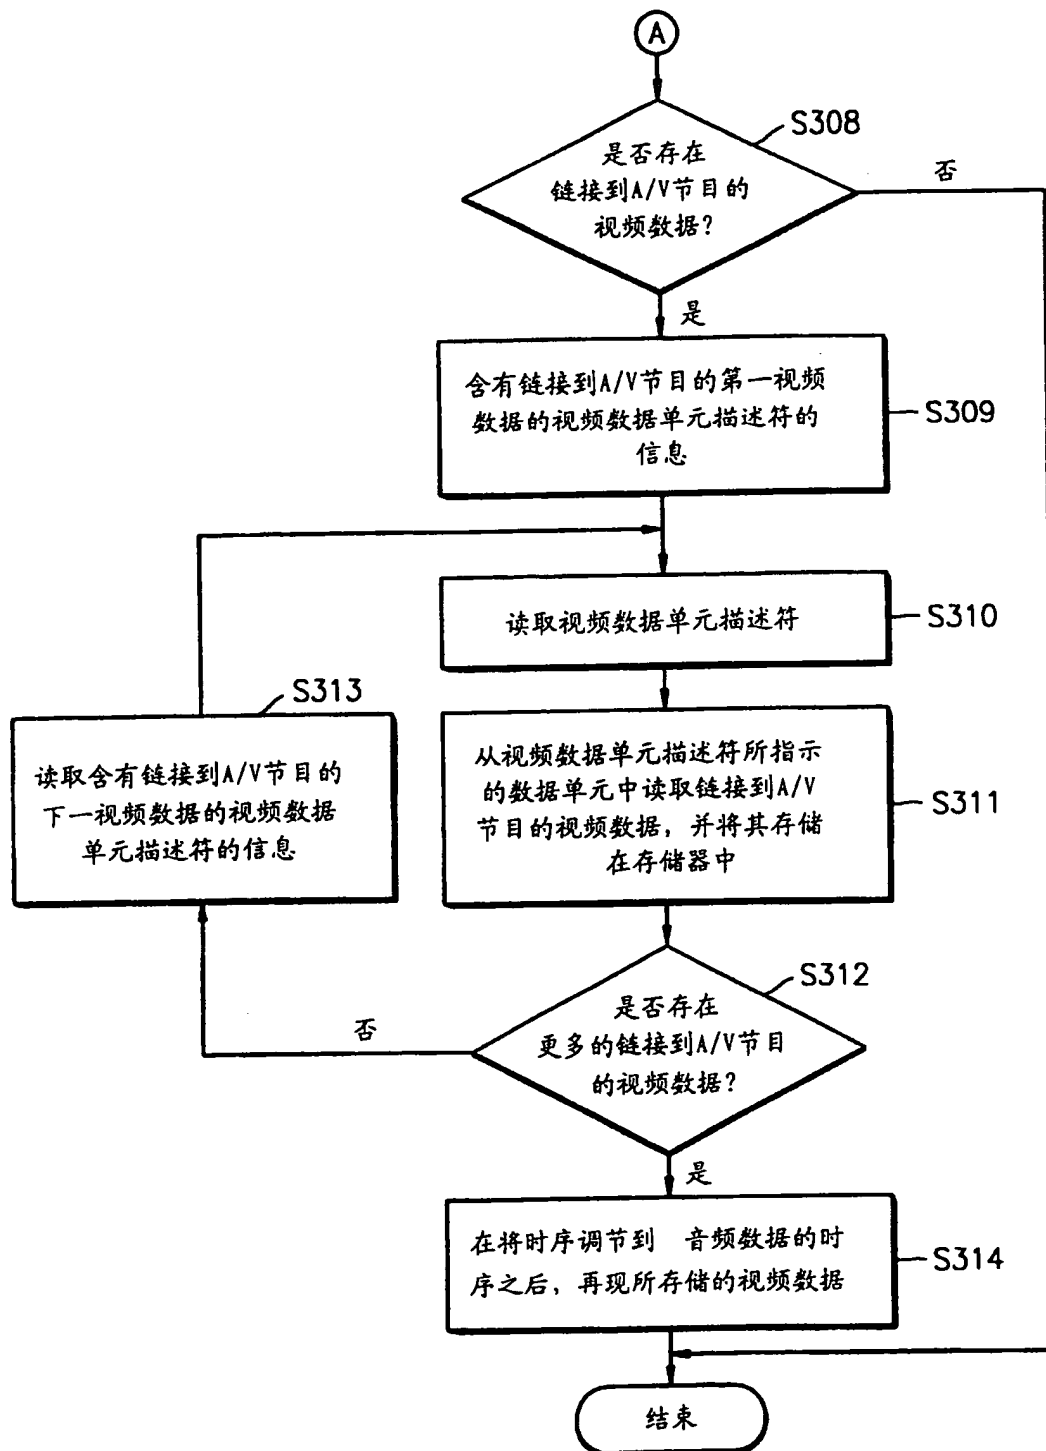 A
S308
是否存在
链接到A/V节目的
视频数据?
否
是
含有链接到A/V节目的第一视频
数据的视频数据单元描述符的
信息
S309
读取视频数据单元描述符
S310
S313
读取含有链接到A/V节目的
下一视频数据的视频数据
单元描述符的信息
从视频数据单元描述符所指示
的数据单元中读取链接到A/V
节目的视频数据，并将其存储
在存储器中
S311
S312
是否存在
更多的链接到A/V节目
的视频数据?
否
是
在将时序调节到 音频数据的时
序之后，再现所存储的视频数据
S314
结束